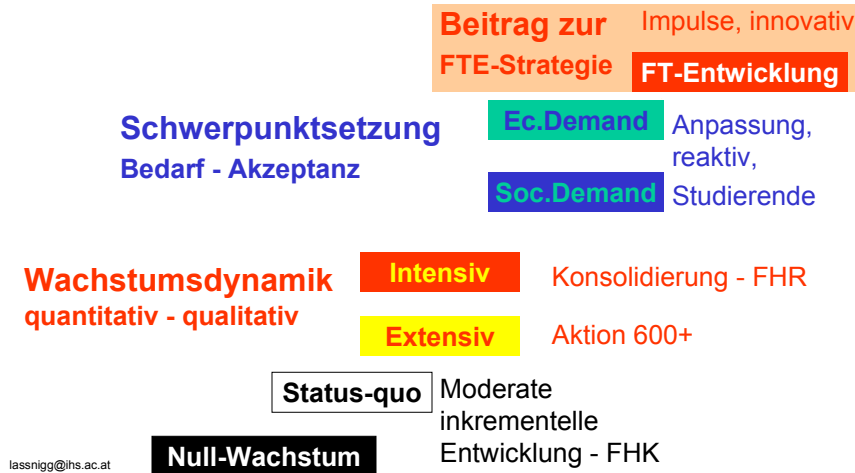 Beitrag zur Impulse, innovativ
FTE-Strategie FT-Entwicklung
Schwerpunktsetzung Ec.Demand Anpassung,
reaktiv,
Bedarf - Akzeptanz
Soc.Demand Studierende
Wachstumsdynamik Intensiv Konsolidierung - FHR
quantitativ - qualitativ
Extensiv Aktion 600+
Status-quo Moderate
inkrementelle
Entwicklung - FHK
Null-Wachstum
lassnigg@ihs.ac.at